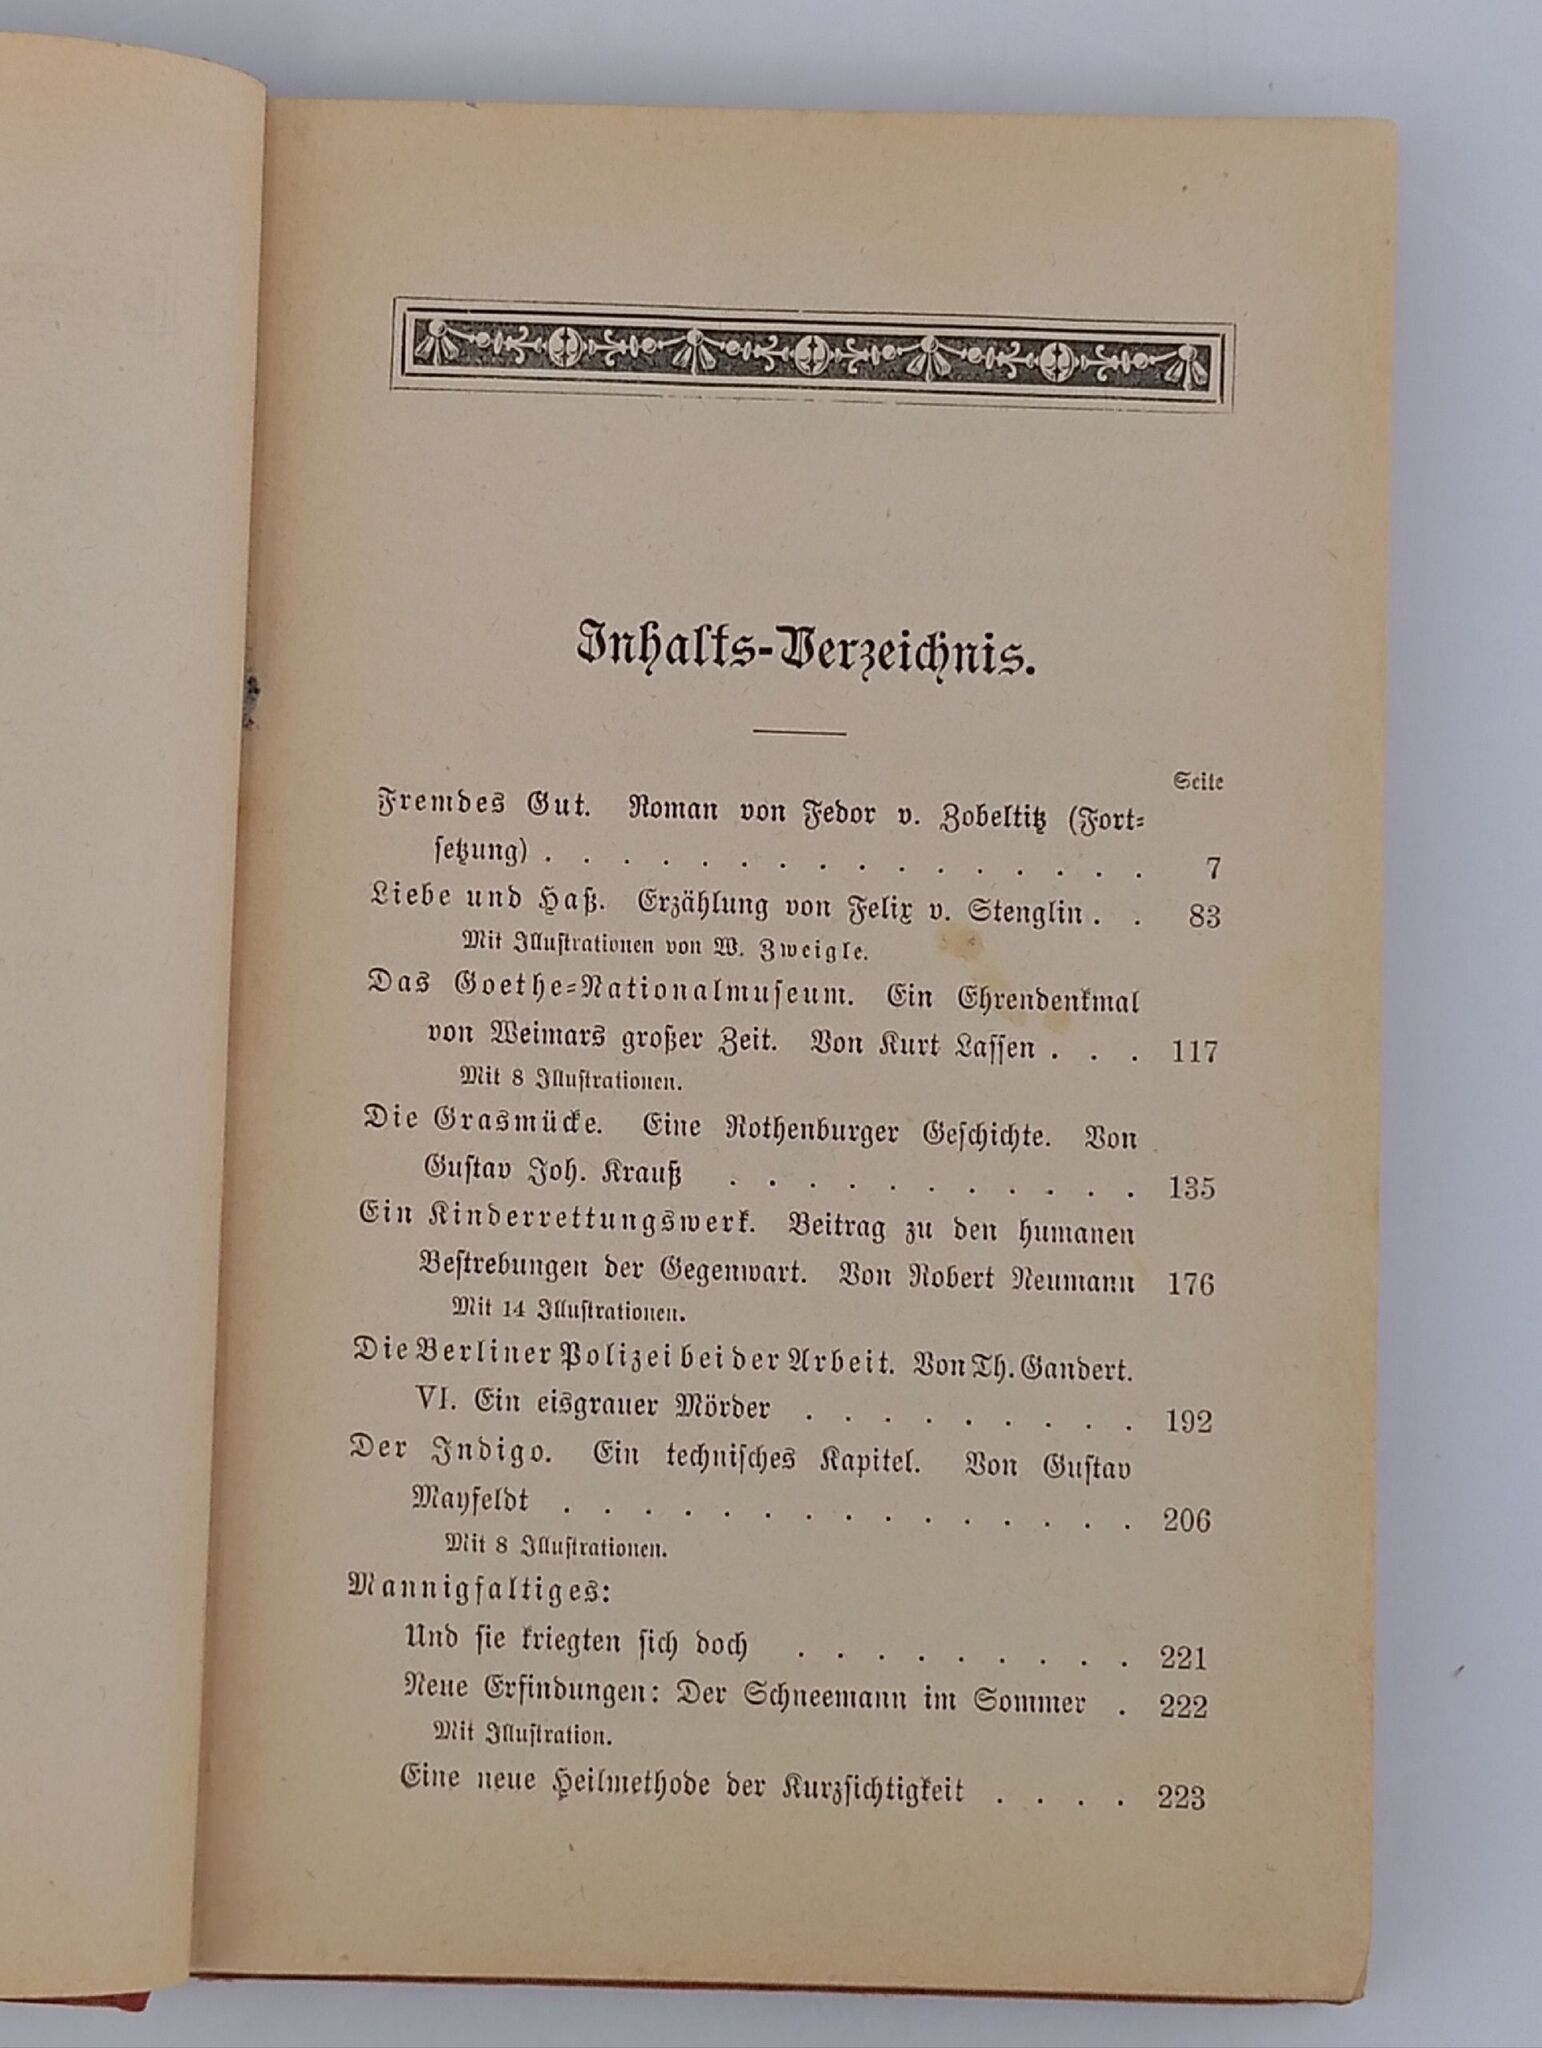 Inhalts-Verzeichnis.
Seite
Fremdes Gut. Roman von Fedor v. Zobeltitz (Fort-
setzung) . . . . . . . . . . . . . . . . 7
Liebe und Haß. Erzählung von Felix v. Stenglin . . 83
Mit Illustrationen von W. Zweigle.
Das Goethe-Nationalmuseum. Ein Ehrendenkmal
von Weimars großer Zeit. Von Kurt Lassen . . . 117
Mit 8 Illustrationen.
Die Grasmücke. Eine Rothenburger Geschichte. Von
Gustav Joh. Krauß . . . . . . . . . . . 135
Ein Kinderrettungswerk. Beitrag zu den humanen
Bestrebungen der Gegenwart. Von Robert Neumann 176
Mit 14 Illustrationen.
Die Berliner Polizei bei der Arbeit. Von Th. Gandert.
VI. Ein eisgrauer Mörder . . . . . . . . . 192
Der Indigo. Ein technisches Kapitel. Von Gustav
Mayfeldt . . . . . . . . . . . . . . . 206
Mit 8 Illustrationen.
Mannigfaltiges:
Und sie kriegten sich doch . . . . . . . . . 221
Neue Erfindungen: Der Schneemann im Sommer . 222
Mit Illustration.
Eine neue Heilmethode der Kurzsichtigkeit . . . . 223